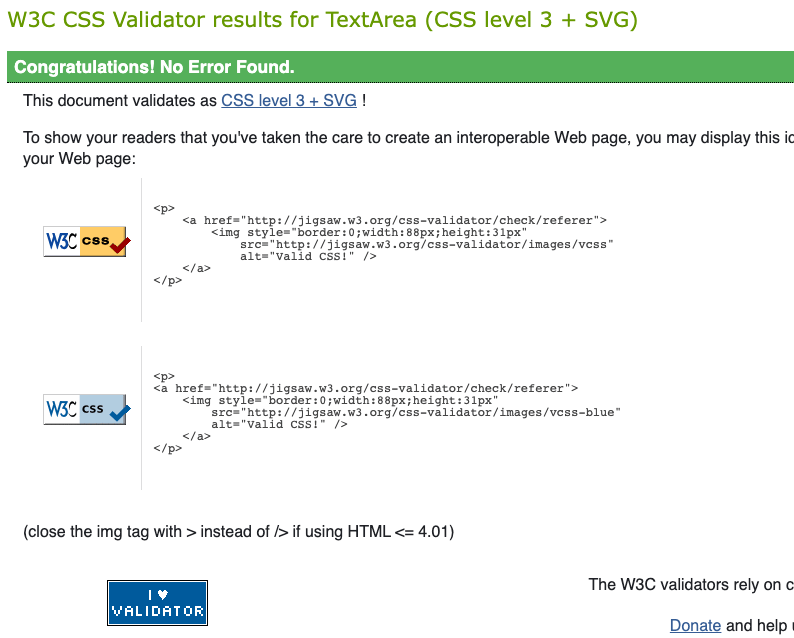 W3C CSS Validator results for TextArea (CSS level 3 + SVG)
Congratulations! No Error Found.
This document validates as CSS level 3 + SVG !
To show your readers that you've taken the care to create an interoperable Web page, you may display this
your Web page:
W3C css
<p>
    <a href="http://jigsaw.w3.org/css-validator/check/referer">
        <img style="border:0;width:88px;height:31px"
            src="http://jigsaw.w3.org/css-validator/images/vcss"
            alt="Valid CSS!" />
    </a>
</p>
W3C css
<p>
<a href="http://jigsaw.w3.org/css-validator/check/referer">
    <img style="border:0;width:88px;height:31px"
        src="http://jigsaw.w3.org/css-validator/images/vcss-blue"
        alt="Valid CSS!" />
    </a>
</p>
(close the img tag with > instead of /> if using HTML <= 4.01)
I ♥
VALIDATOR
The W3C validators rely on
Donate and help